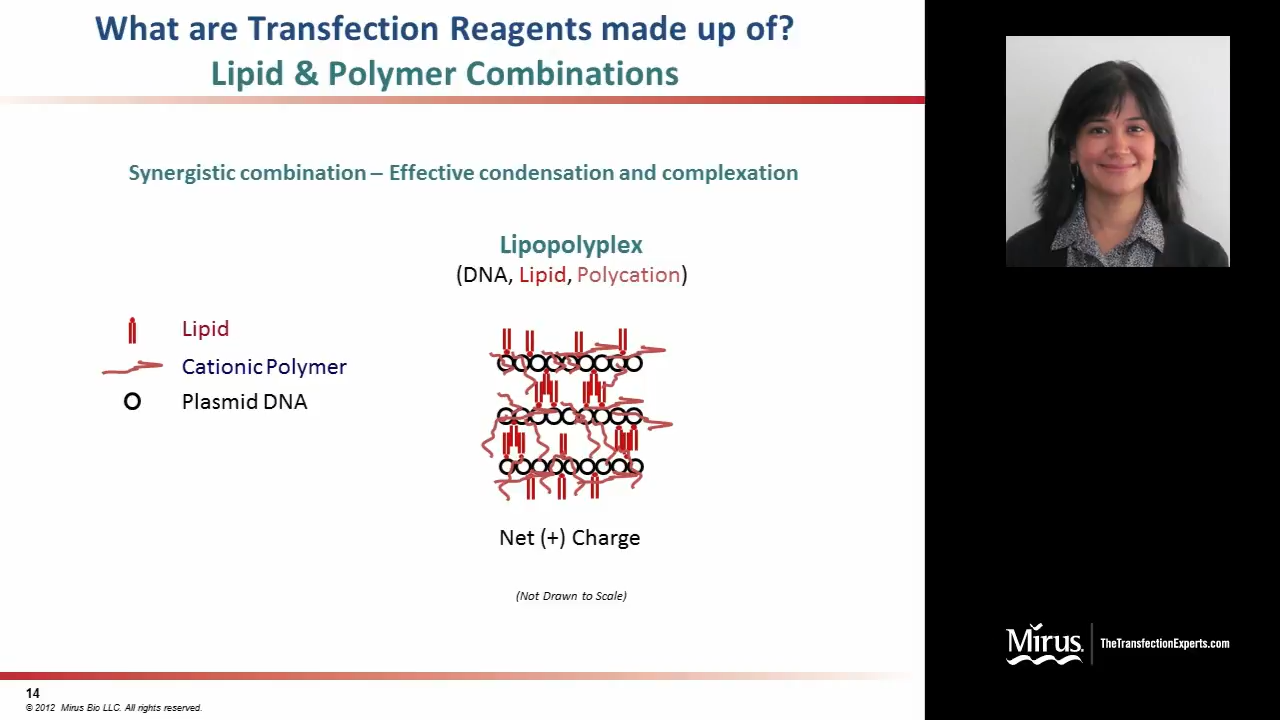 What are Transfection Reagents made up of?
Lipid & Polymer Combinations
Synergistic combination – Effective condensation and complexation
Lipopolyplex
(DNA, Lipid, Polycation)
Lipid
Cationic Polymer
Plasmid DNA
Net (+) Charge
(Not Drawn to Scale)
14
© 2012 Mirus Bio LLC. All rights reserved.
Mirus.
TheTransfectionExperts.com